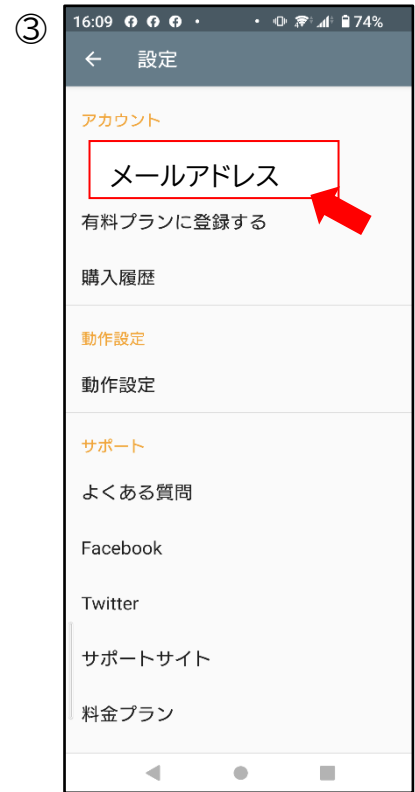 ③
16:09 74%
設定
アカウント
メールアドレス
有料プランに登録する
購入履歴
動作設定
動作設定
サポート
よくある質問
Facebook
Twitter
サポートサイト
料金プラン